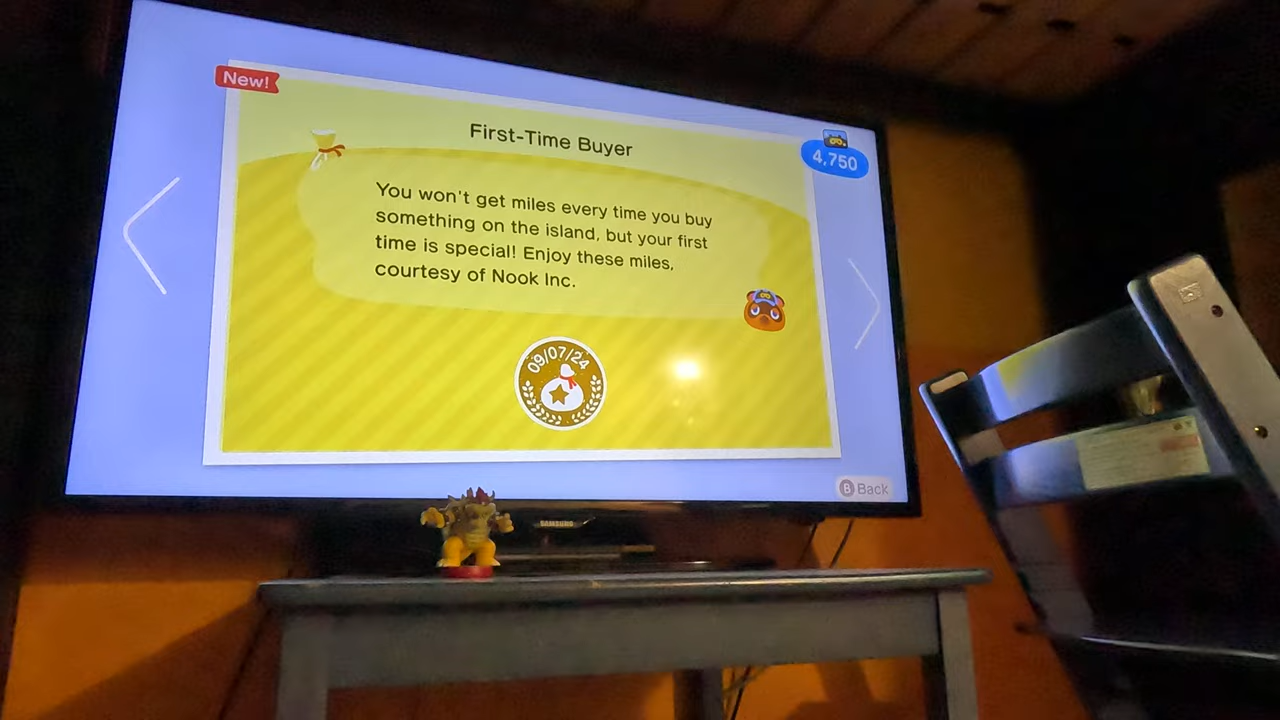 New!
First-Time Buyer
4,750
You won't get miles every time you buy
something on the island, but your first
time is special! Enjoy these miles,
courtesy of Nook Inc.
09/07/24
B Back
SAMSUNG